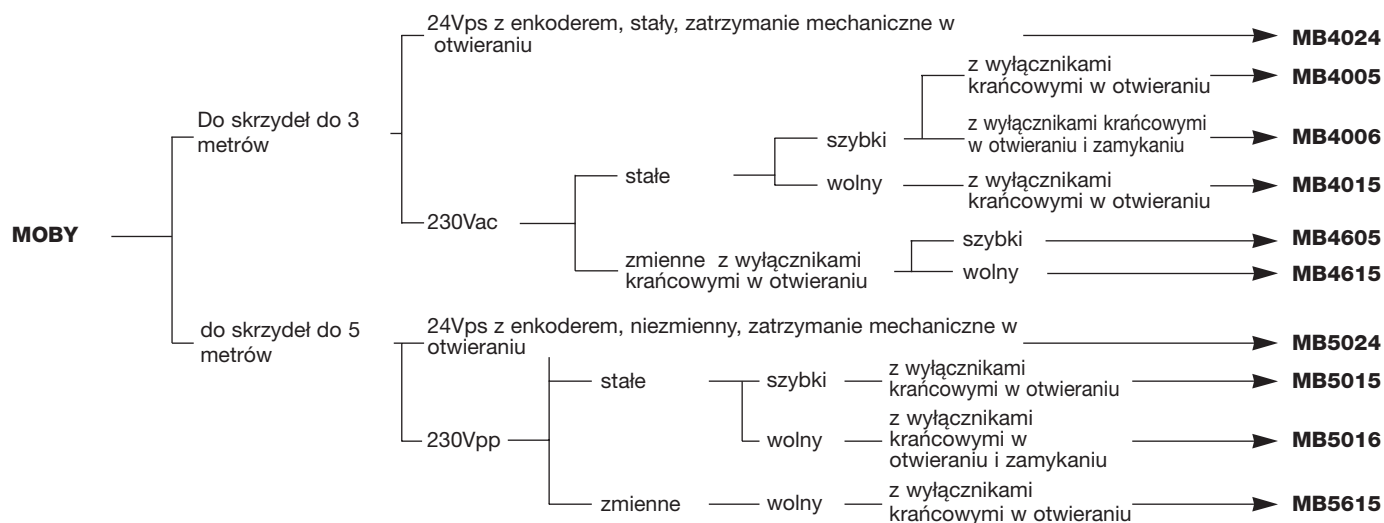 24Vps z enkoderem, stały, zatrzymanie mechaniczne w
otwieraniu
MB4024
z wyłącznikami
krańcowymi w otwieraniu
MB4005
Do skrzydeł do 3
metrów
szybki
z wyłącznikami krańcowymi
w otwieraniu i zamykaniu
MB4006
stałe
wolny
z wyłącznikami
krańcowymi w otwieraniu
MB4015
230Vac
MOBY
szybki
MB4605
zmienne z wyłącznikami
krańcowymi w otwieraniu
wolny
MB4615
do skrzydeł do 5
metrów
24Vps z enkoderem, niezmienny, zatrzymanie mechaniczne w
otwieraniu
MB5024
stałe
szybki
z wyłącznikami
krańcowymi w otwieraniu
MB5015
230Vpp
wolny
z wyłącznikami
krańcowymi w
otwieraniu i zamykaniu
MB5016
zmienne
wolny
z wyłącznikami
krańcowymi w otwieraniu
MB5615